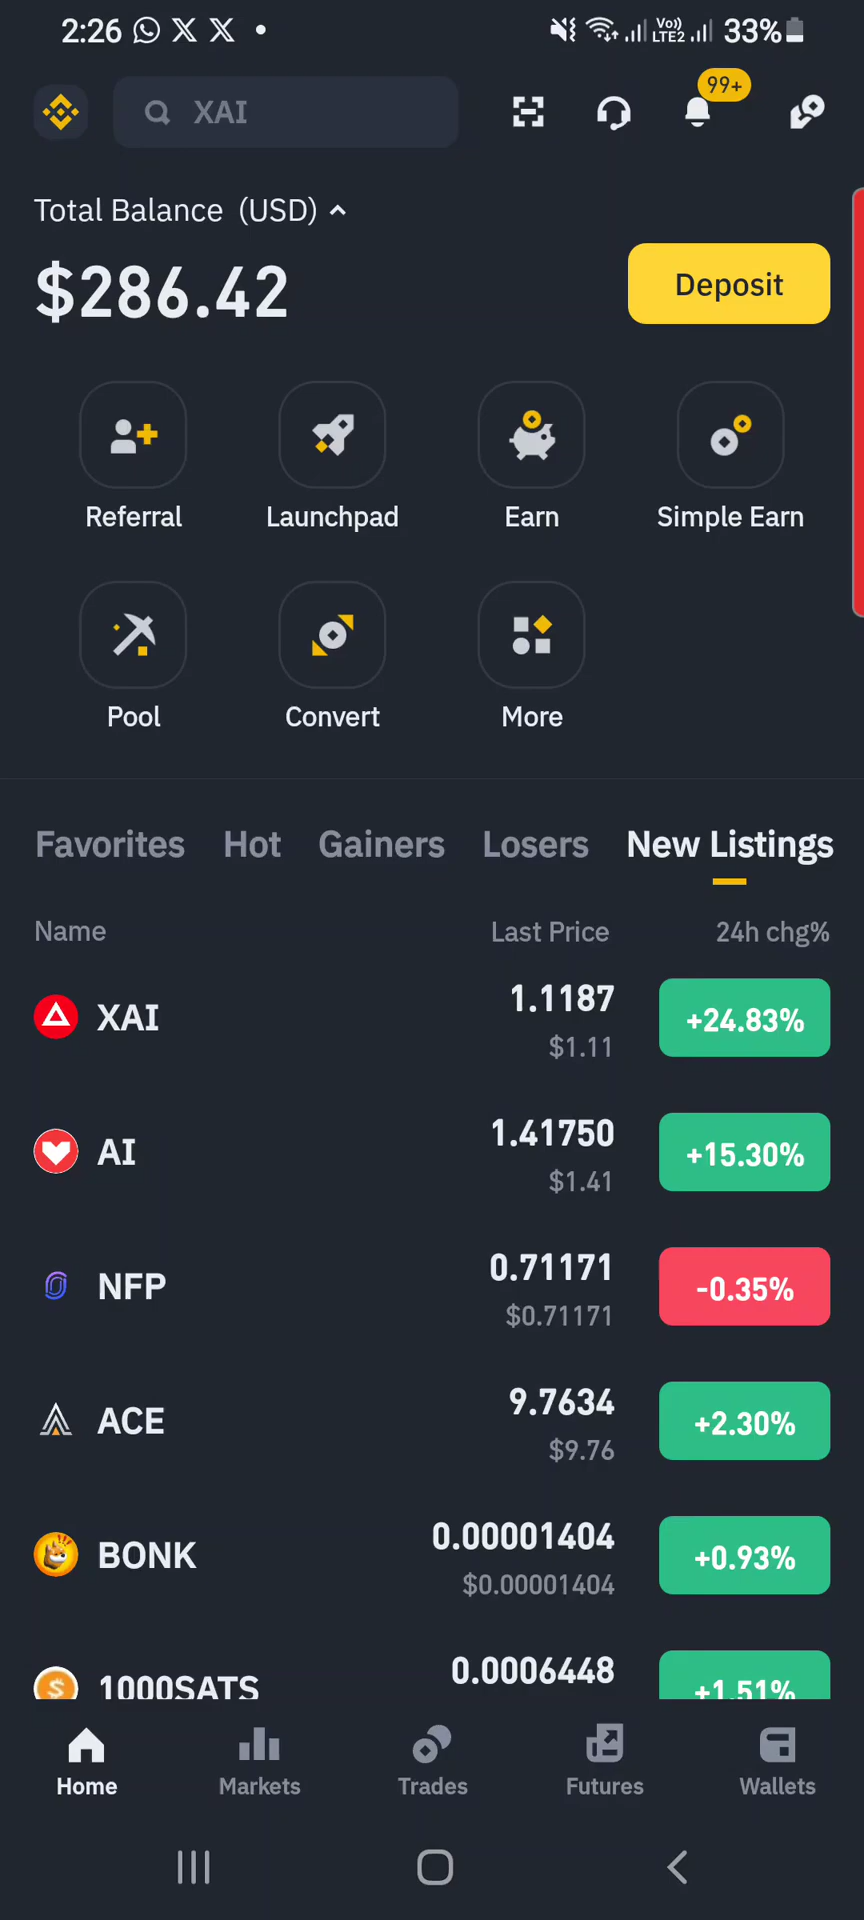 2:26 Vo)) LTE2 33%
XAI 99+
Total Balance (USD)
$286.42 Deposit
Referral Launchpad Earn Simple Earn
Pool Convert More
Favorites Hot Gainers Losers New Listings
Name Last Price 24h chg%
XAI 1.1187 +24.83%
$1.11
AI 1.41750 +15.30%
$1.41
NFP 0.71171 -0.35%
$0.71171
ACE 9.7634 +2.30%
$9.76
BONK 0.00001404 +0.93%
$0.00001404
1000SATS 0.0006448 +1.51%
Home Markets Trades Futures Wallets